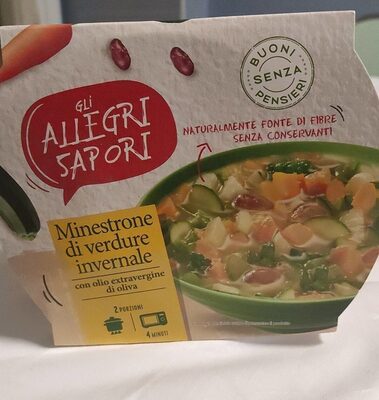 GLI
ALLEGRI
SAPORI
BUONI
SENZA
PENSIERI
NATURALMENTE FONTE DI FIBRE
SENZA CONSERVANTI
Minestrone
di verdure
invernale
con olio extravergine
di oliva
2 PORZIONI
4 MINUTI